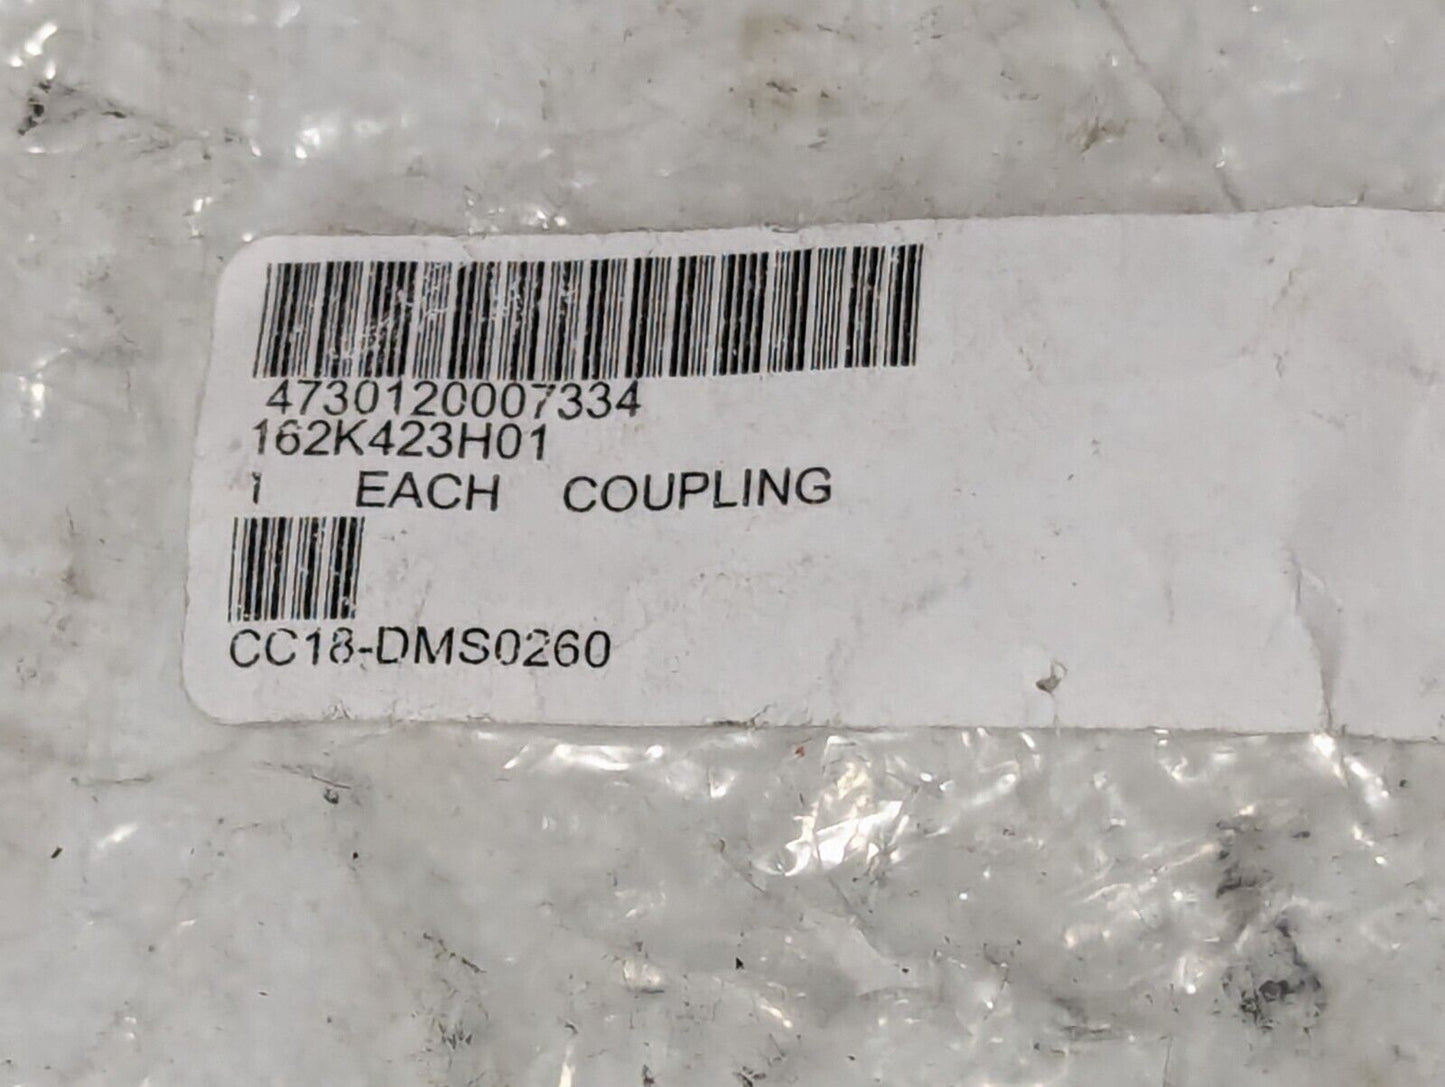 4730120007334
162K423H01
1 EACH COUPLING
CC18-DMS0260